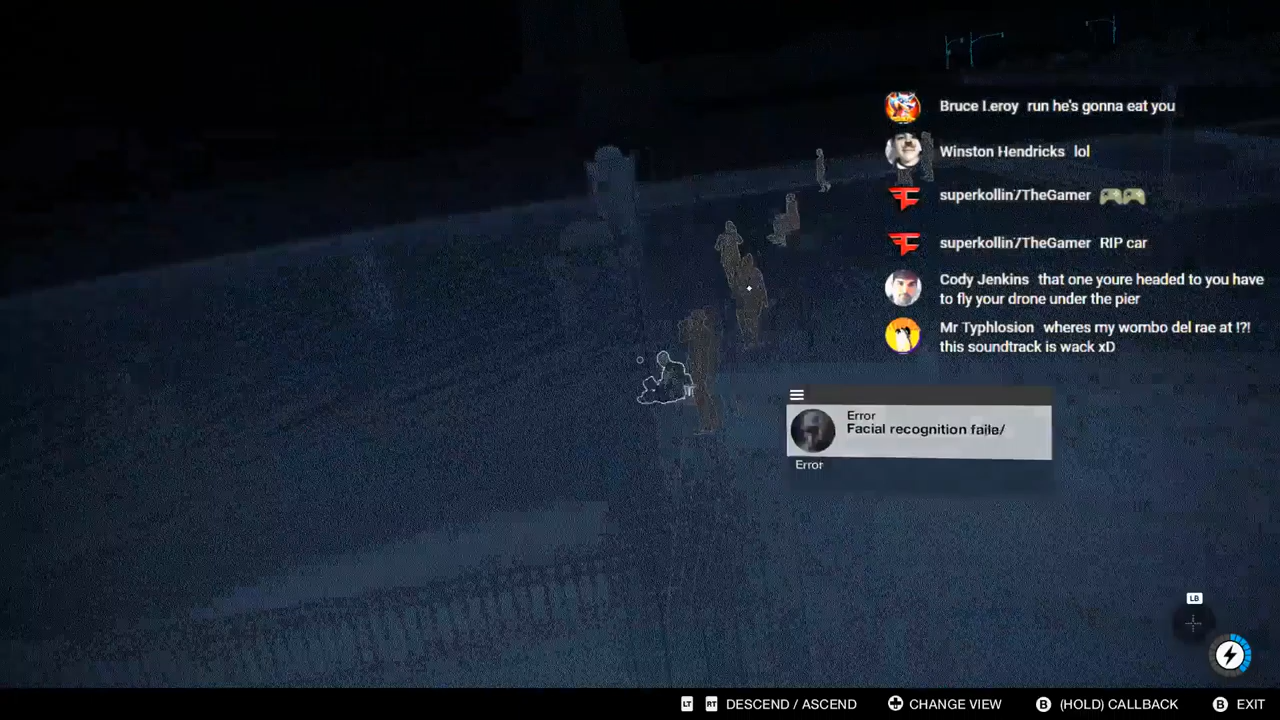 Bruce Leroy run he's gonna eat you
Winston Hendricks lol
superkollin7TheGamer 🎮🎮
superkollin7TheGamer RIP car
Cody Jenkins that one youre headed to you have
to fly your drone under the pier
Mr Typhlosion wheres my wombo del rae at !?!
this soundtrack is wack xD
Error
Facial recognition faile/
Error
LB
LT RT DESCEND / ASCEND CHANGE VIEW B (HOLD) CALLBACK B EXIT